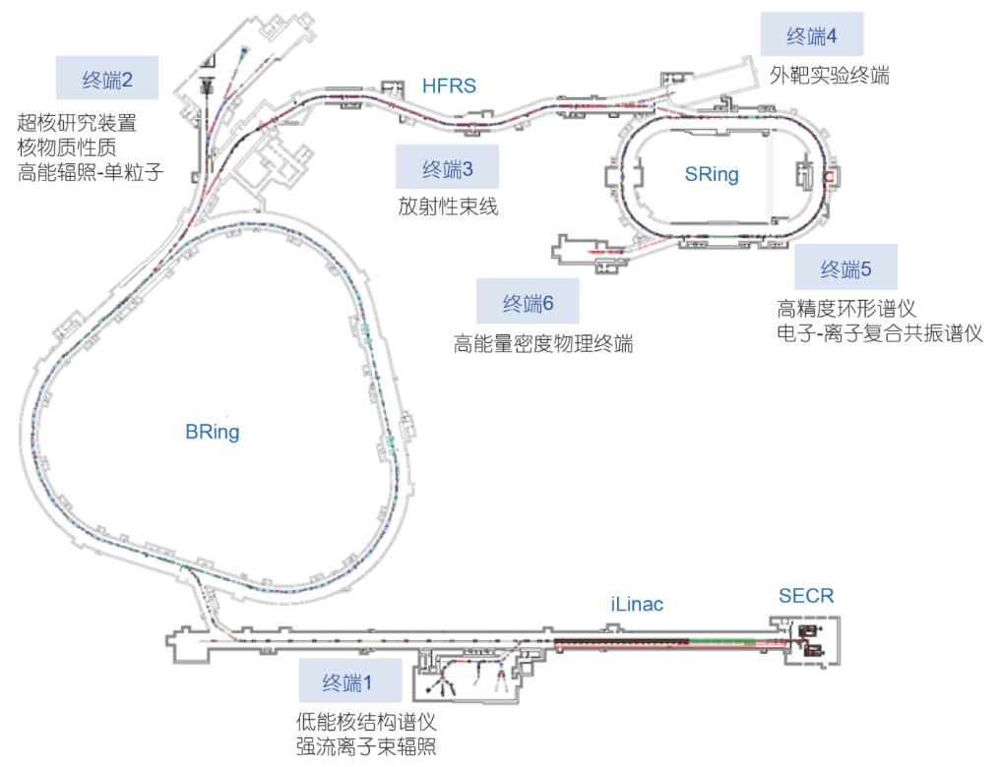 终端4
外靶实验终端
终端2
超核研究装置
核物质性质
高能辐照-单粒子
HFRS
终端3
放射性束线
SRing
终端5
高精度环形谱仪
电子-离子复合共振谱仪
终端6
高能量密度物理终端
BRing
iLinac
SECR
终端1
低能核结构谱仪
强流离子束辐照